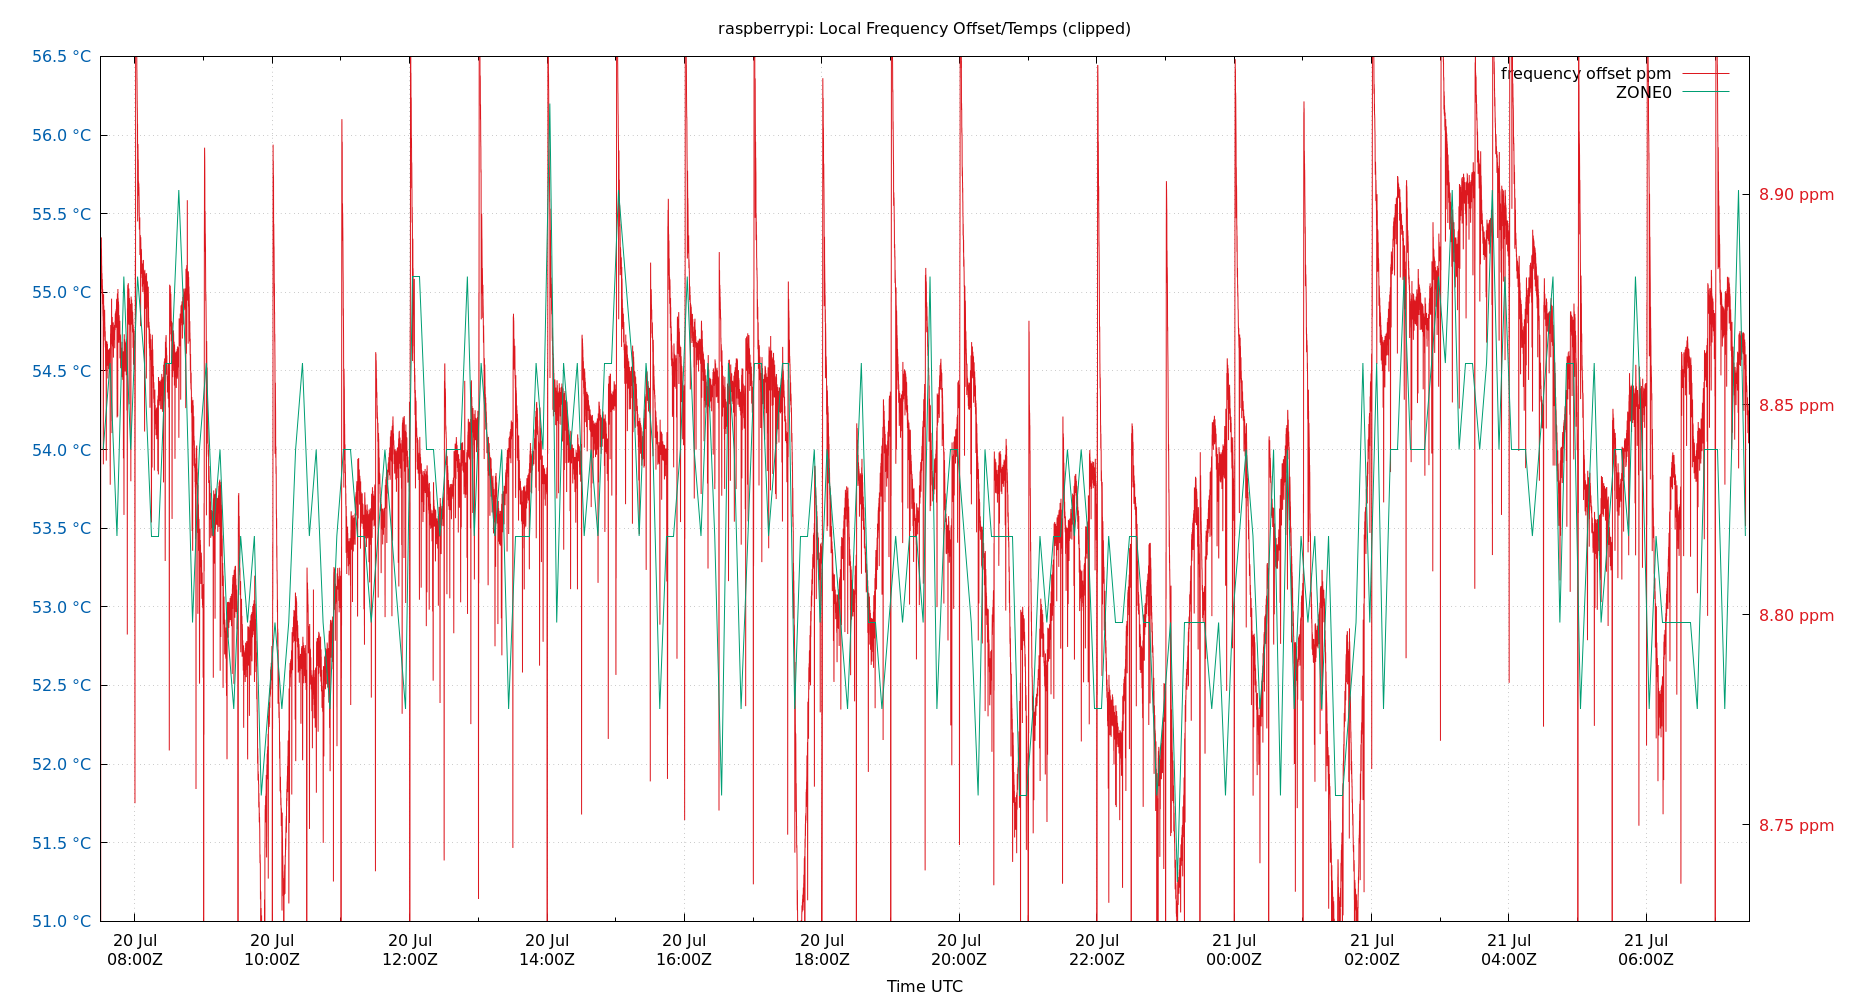 raspberrypi: Local Frequency Offset/Temps (clipped)
56.5 °C
56.0 °C
55.5 °C
55.0 °C
54.5 °C
54.0 °C
53.5 °C
53.0 °C
52.5 °C
52.0 °C
51.5 °C
51.0 °C
frequency offset ppm
ZONE0
8.90 ppm
8.85 ppm
8.80 ppm
8.75 ppm
20 Jul 20 Jul 20 Jul 20 Jul 20 Jul 20 Jul 20 Jul 20 Jul 21 Jul 21 Jul 21 Jul 21 Jul
08:00Z 10:00Z 12:00Z 14:00Z 16:00Z 18:00Z 20:00Z 22:00Z 00:00Z 02:00Z 04:00Z 06:00Z
Time UTC